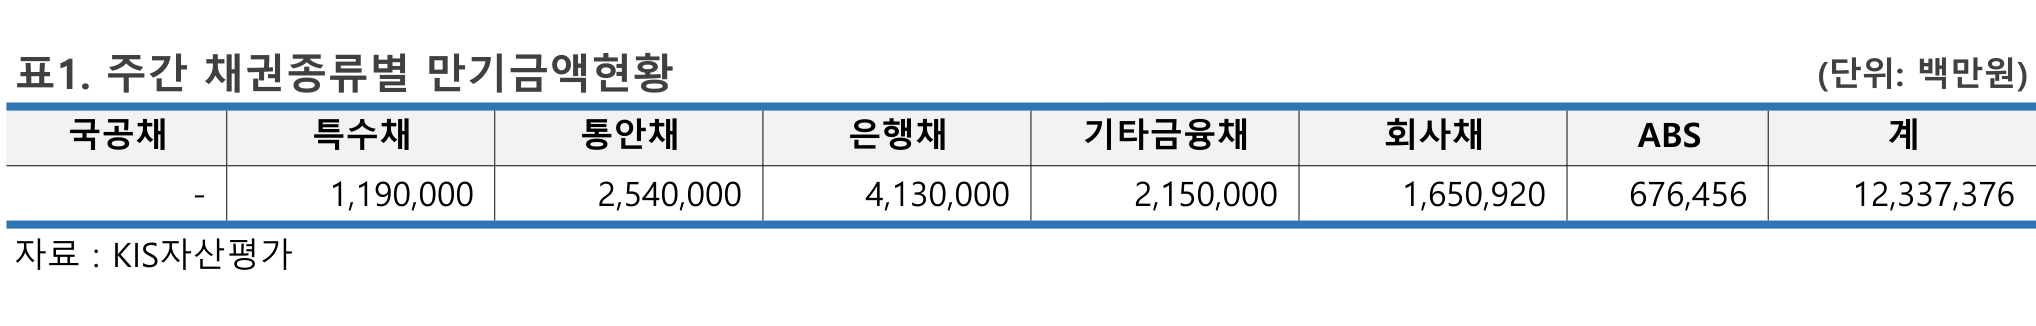 표1. 주간 채권종류별 만기금액현황 (단위: 백만원)
국공채 특수채 통안채 은행채 기타금융채 회사채 ABS 계
- 1,190,000 2,540,000 4,130,000 2,150,000 1,650,920 676,456 12,337,376
자료 : KIS자산평가